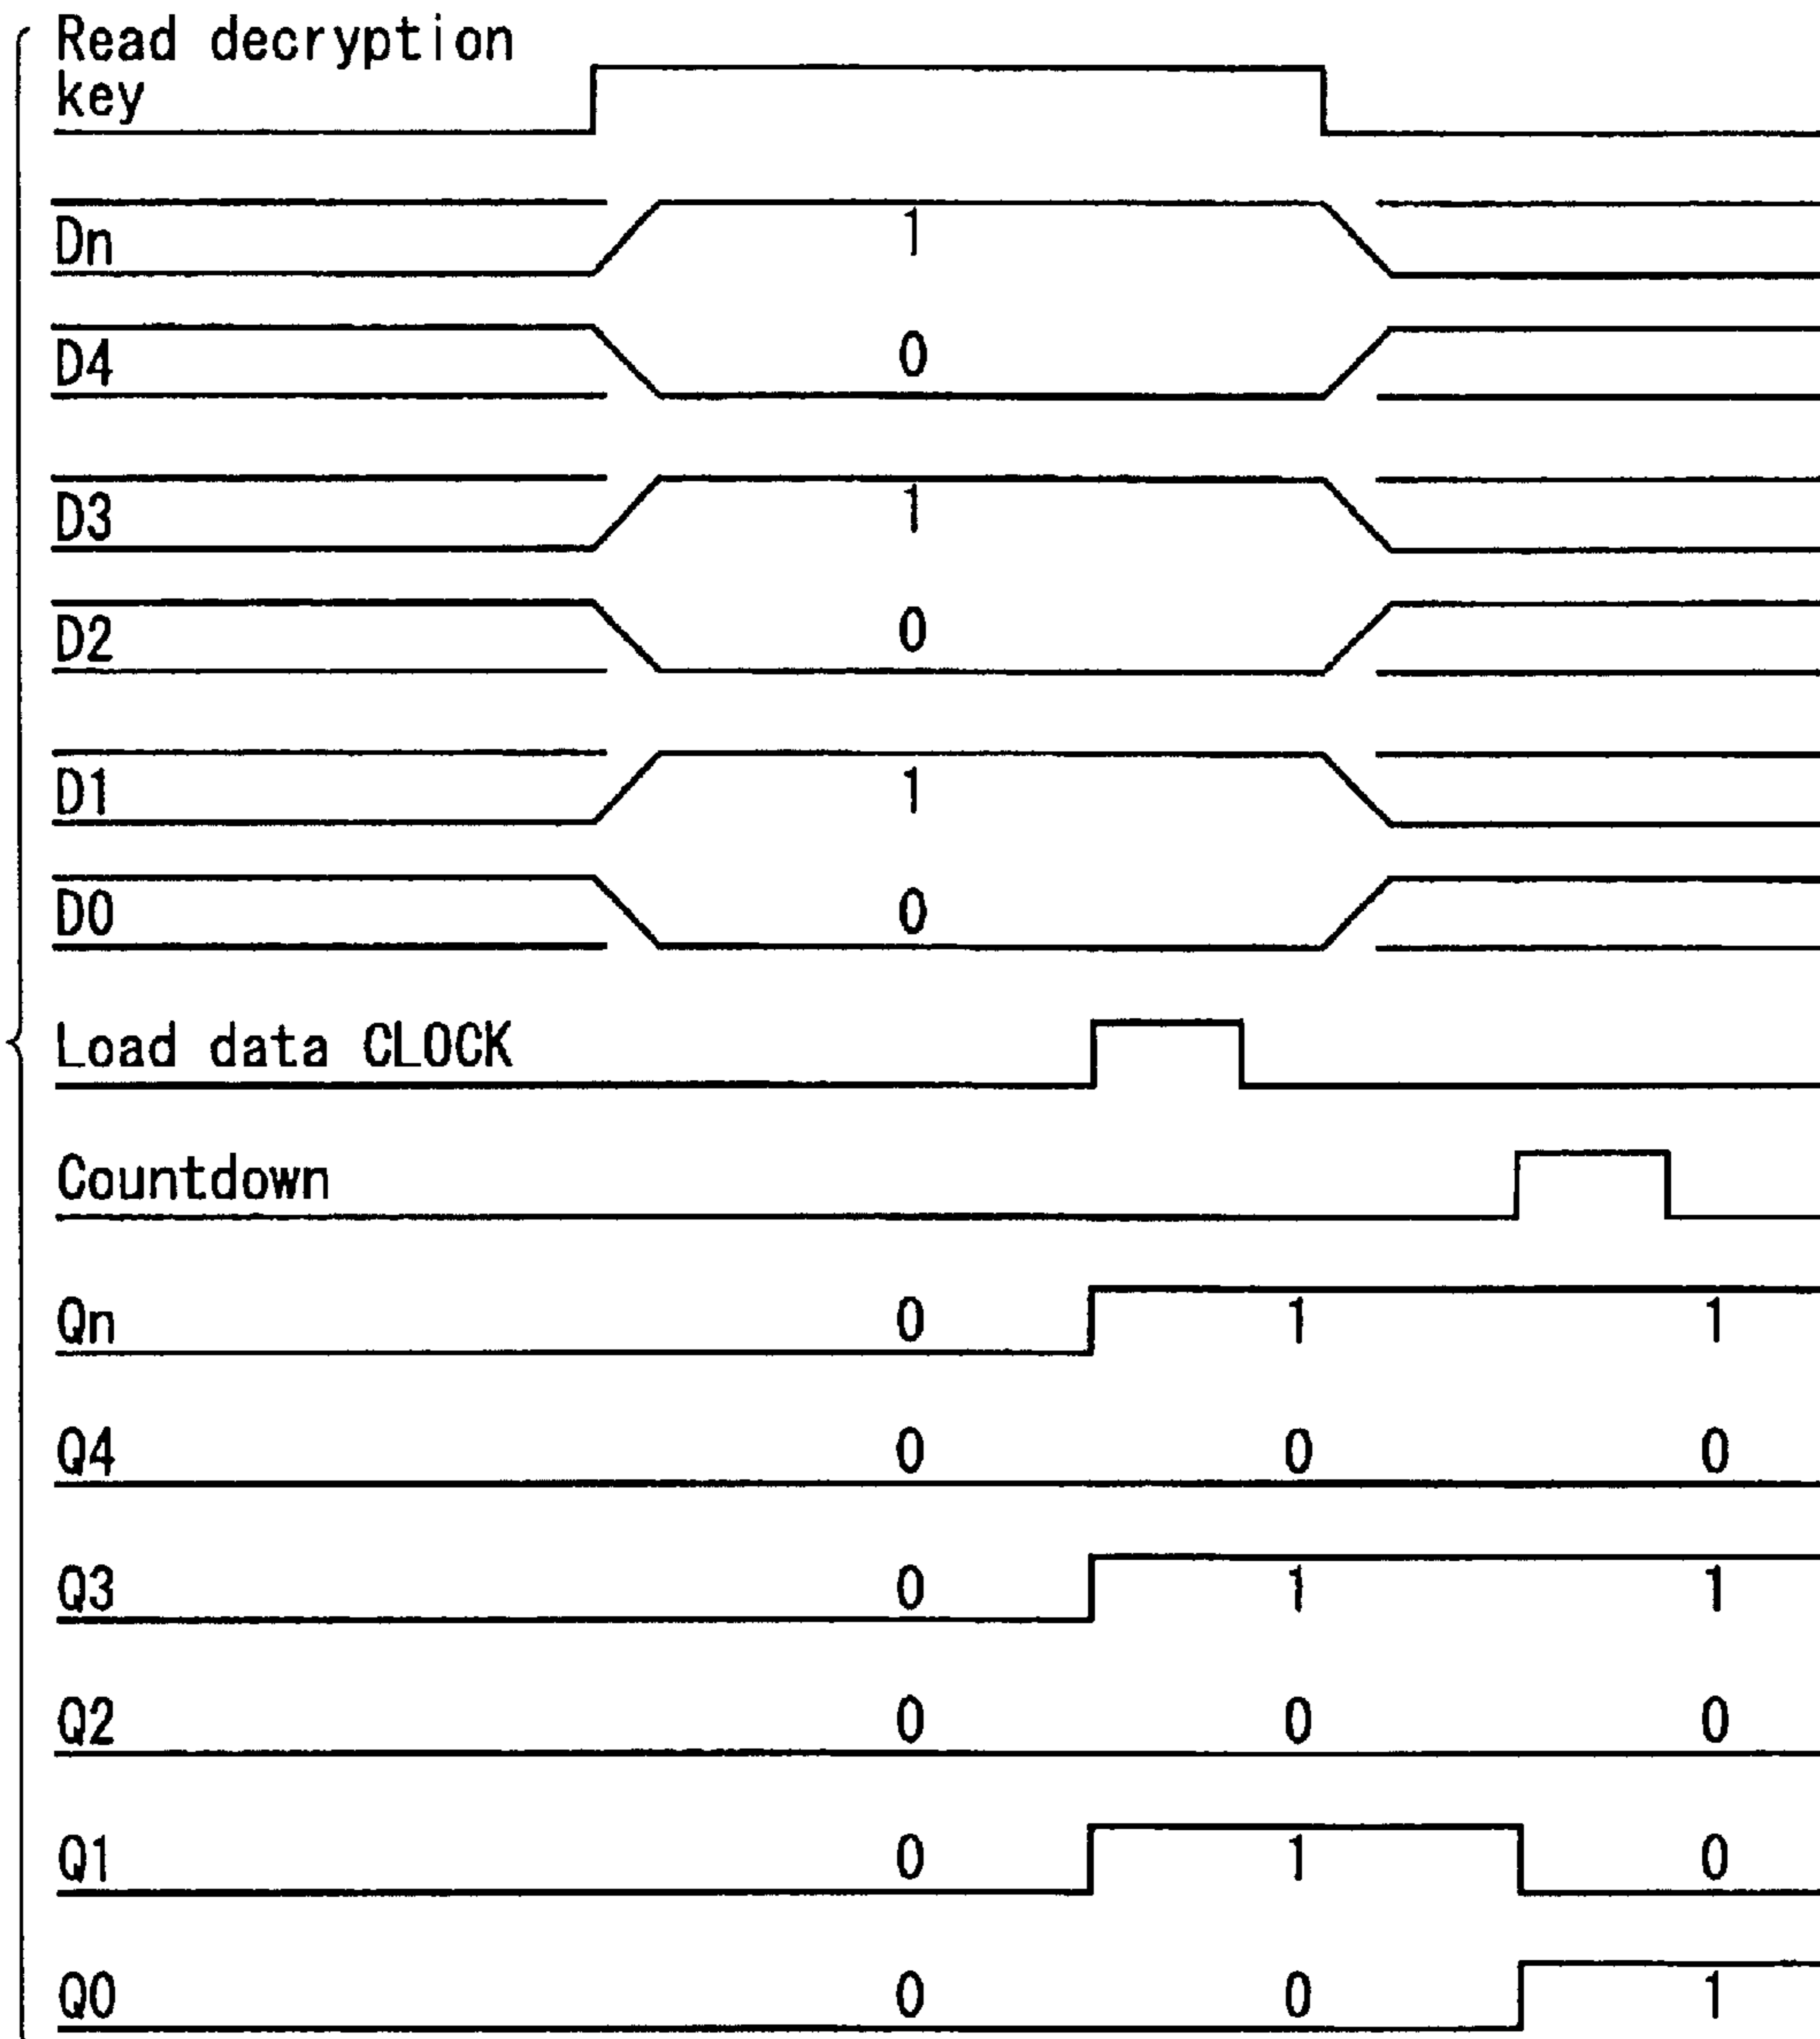 Read decryption
key
Dn 1
D4 0
D3 1
D2 0
D1 1
D0 0
Load data CLOCK
Countdown
Qn 0 1 1
Q4 0 0 0
Q3 0 1 1
Q2 0 0 0
Q1 0 1 0
Q0 0 0 1